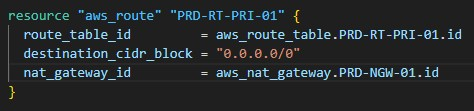 resource "aws_route" "PRD-RT-PRI-01" {
  route_table_id         = aws_route_table.PRD-RT-PRI-01.id
  destination_cidr_block = "0.0.0.0/0"
  nat_gateway_id         = aws_nat_gateway.PRD-NGW-01.id
}